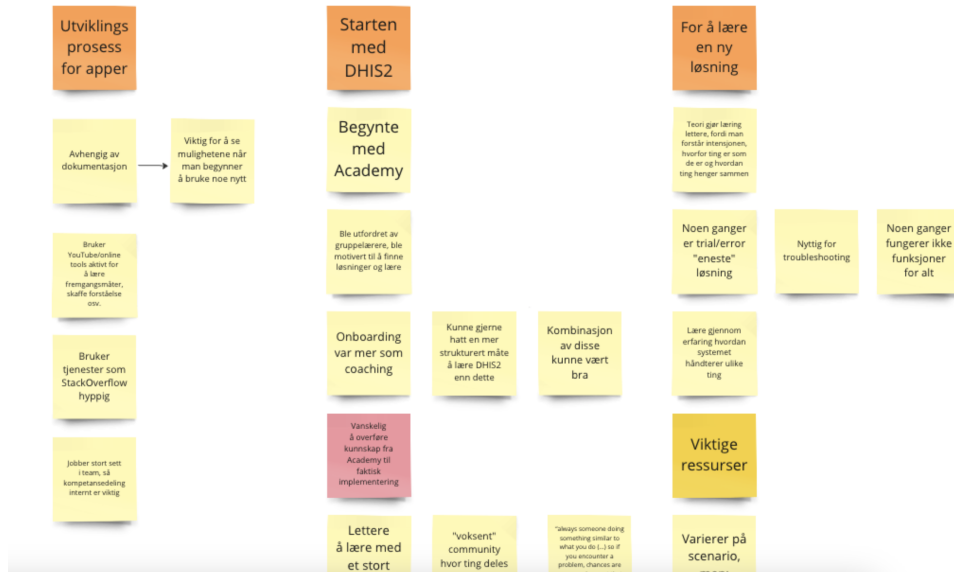 Utviklings
prosess
for apper
Avhengig av
dokumentasjon
Viktig for å se
mulighetene når
man begynner
å bruke noe nytt
Bruker
YouTube/online
tools aktivt for
å lære
fremgangsmåter,
skaffe forståelse
osv.
Bruker
tjenester som
StackOverflow
hyppig
Jobber stort sett
i team, så
kompetansedeling
internt er viktig
Starten
med
DHIS2
Begynte
med
Academy
Ble utfordret av
gruppelærere, ble
motivert til å finne
løsninger og lære
Onboarding
var mer som
coaching
Kunne gjerne
hatt en mer
strukturert måte
å lære DHIS2
enn dette
Kombinasjon
av disse
kunne vært
bra
Vanskelig
å overføre
kunnskap fra
Academy til
faktisk
implementering
Lettere
å lære med
et stort
"voksent"
community
hvor ting deles
"always someone doing
something similar to
what you do (...) so if
you encounter a
problem, chances are
For å lære
en ny
løsning
Teori gjør læring
lettere, fordi man
forstår intensjonen,
hvorfor ting er som
de er og hvordan
ting henger sammen
Noen ganger
er trial/error
"eneste"
løsning
Nyttig for
troubleshooting
Noen ganger
fungerer ikke
funksjoner
for alt
Lære gjennom
erfaring hvordan
systemet
håndterer ulike
ting
Viktige
ressurser
Varierer på
scenario,